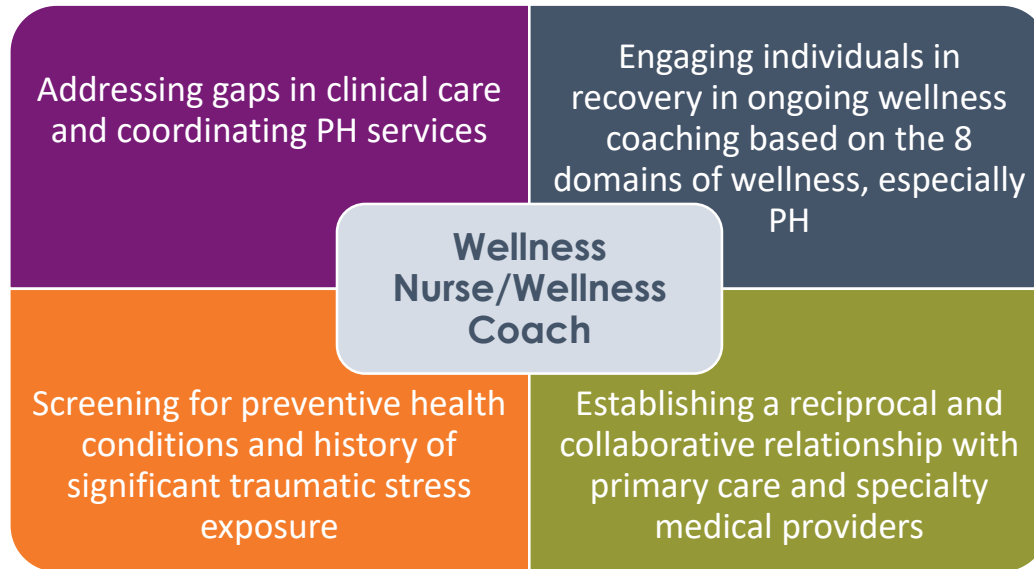 Addressing gaps in clinical care
and coordinating PH services
Engaging individuals in
recovery in ongoing wellness
coaching based on the 8
domains of wellness, especially
PH
Wellness
Nurse/Wellness
Coach
Screening for preventive health
conditions and history of
significant traumatic stress
exposure
Establishing a reciprocal and
collaborative relationship with
primary care and specialty
medical providers